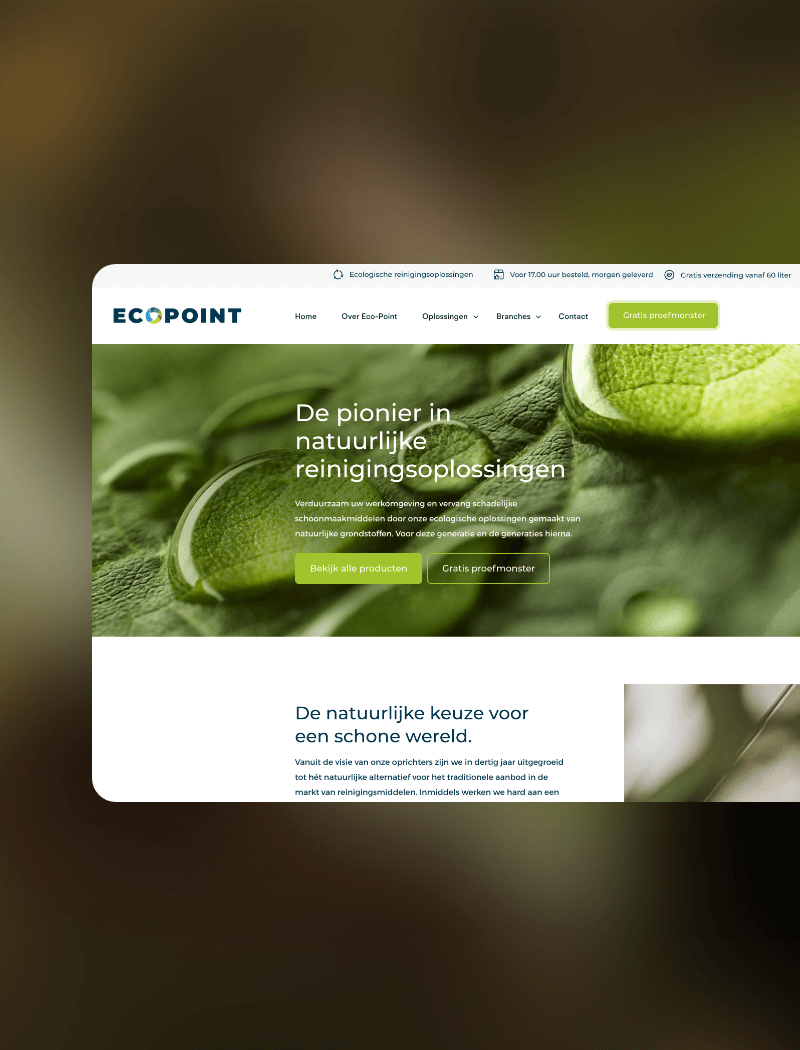 Ecologische reinigingsoplossingen Voor 17.00 uur besteld, morgen geleverd Gratis verzending vanaf 60 liter
ECOPOINT Home Over Eco-Point Oplossingen Branches Contact Gratis proefmonster
De pionier in
natuurlijke
reinigingsoplossingen
Verduurzaam uw werkomgeving en vervang schadelijke
schoonmaakmiddelen door onze ecologische oplossingen gemaakt van
natuurlijke grondstoffen. Voor deze generatie en de generaties hierna.
Bekijk alle producten Gratis proefmonster
De natuurlijke keuze voor
een schone wereld.
Vanuit de visie van onze oprichters zijn we in dertig jaar uitgegroeid
tot hét natuurlijke alternatief voor het traditionele aanbod in de
markt van reinigingsmiddelen. Inmiddels werken we hard aan een